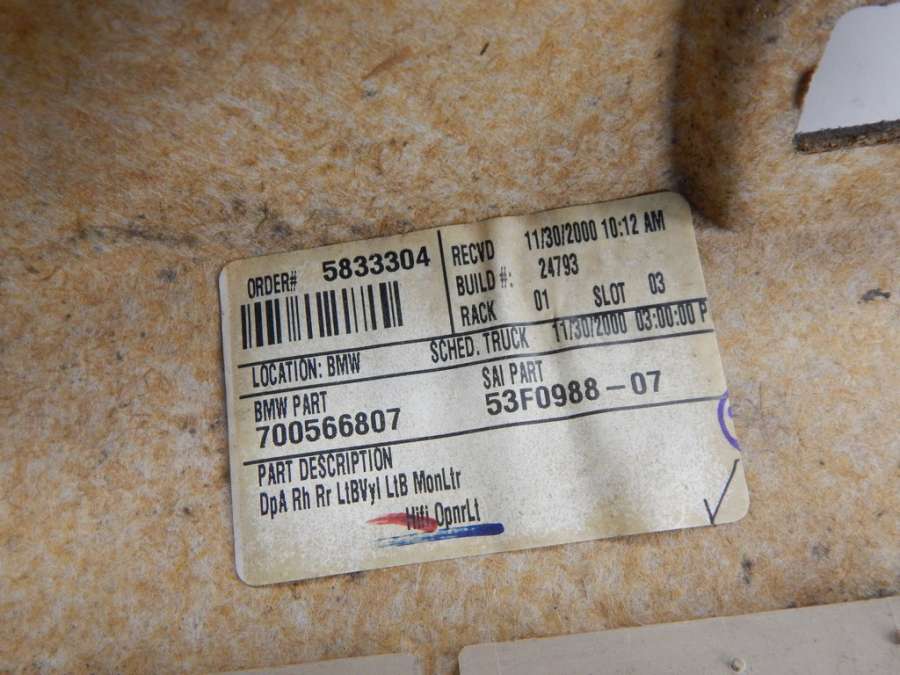 ORDER# 5833304
RECVD 11/30/2000 10:12 AM
BUILD #: 24793
RACK 01 SLOT 03
LOCATION: BMW SCHED. TRUCK 11/30/2000 03:00:00 P
BMW PART SAI PART
700566807 53F0988-07
PART DESCRIPTION
DpA Rh Rr LtBVyl LtB MonLtr
Hifi OpnrLt